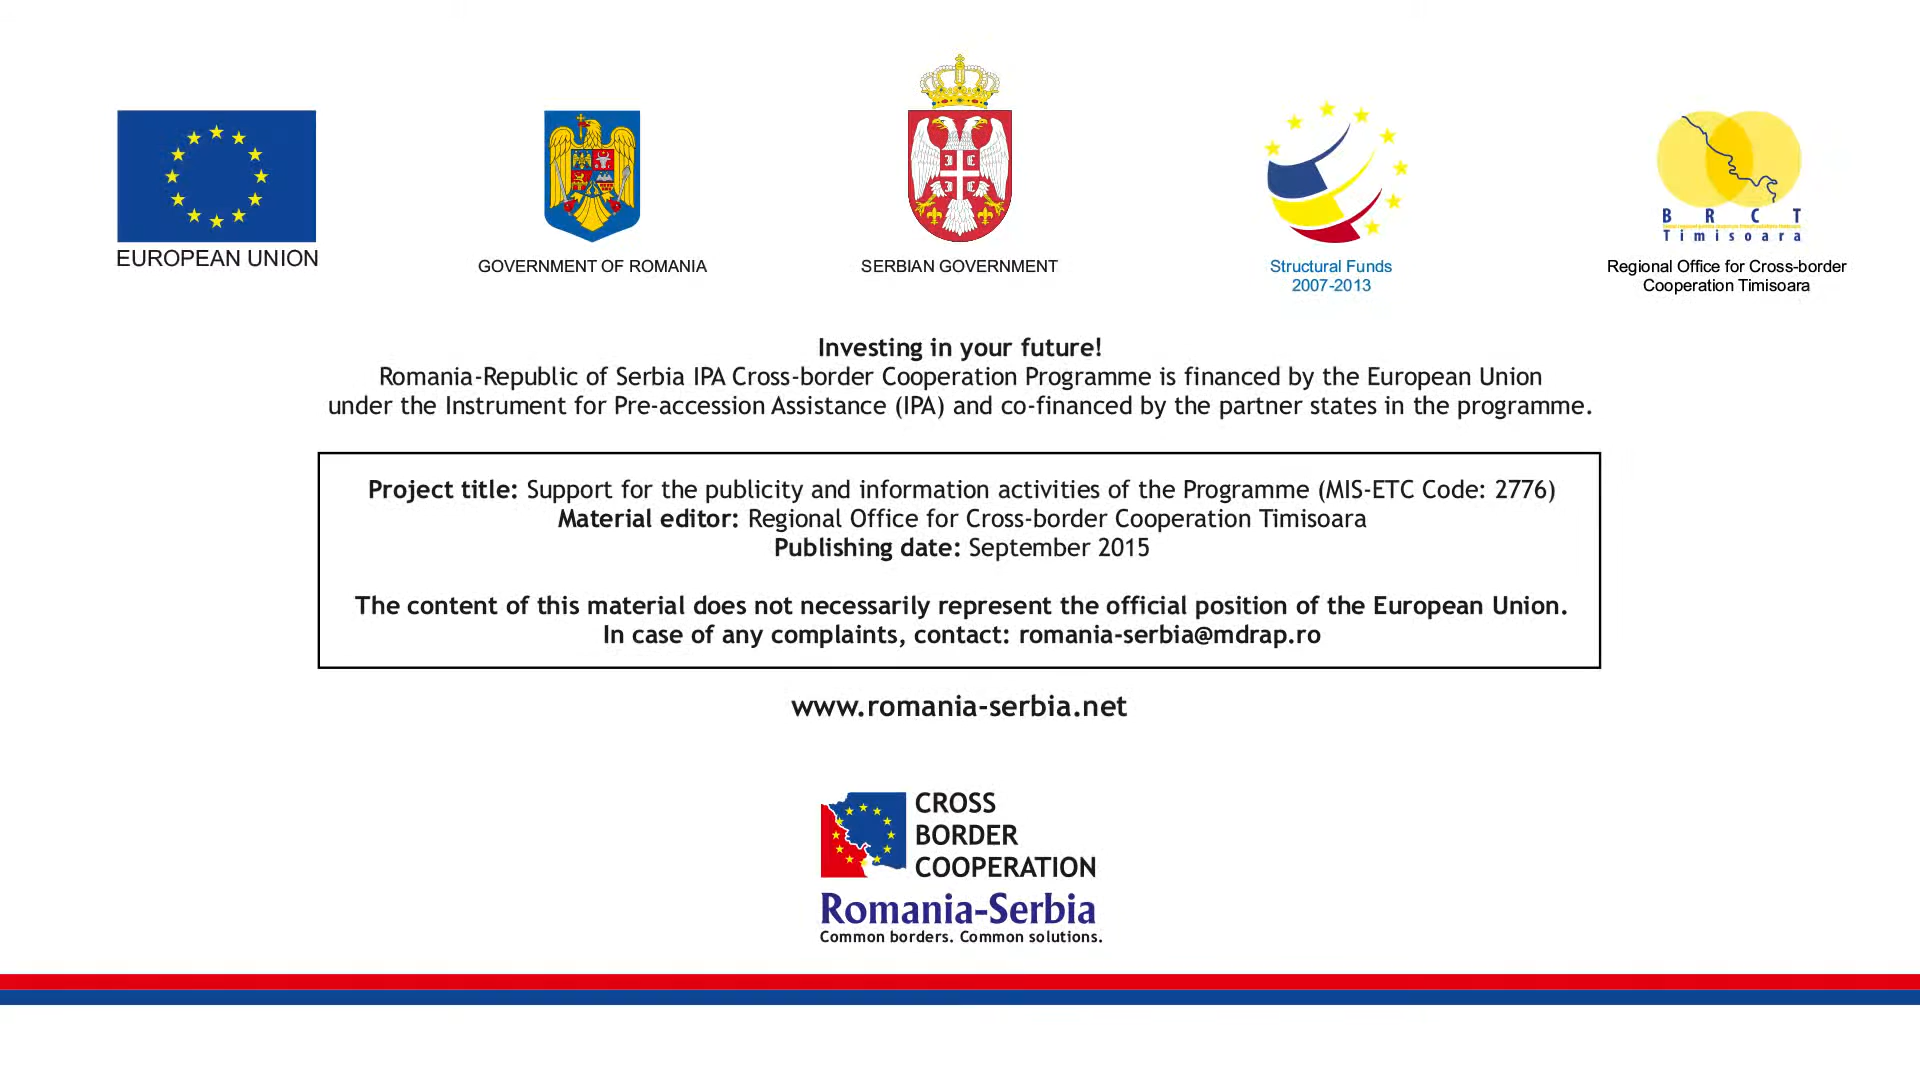 EUROPEAN UNION
GOVERNMENT OF ROMANIA
SERBIAN GOVERNMENT
Structural Funds
2007-2013
B R C T
Timisoara
Regional Office for Cross-border
Cooperation Timisoara
Investing in your future!
Romania-Republic of Serbia IPA Cross-border Cooperation Programme is financed by the European Union
under the Instrument for Pre-accession Assistance (IPA) and co-financed by the partner states in the programme.
Project title: Support for the publicity and information activities of the Programme (MIS-ETC Code: 2776)
Material editor: Regional Office for Cross-border Cooperation Timisoara
Publishing date: September 2015
The content of this material does not necessarily represent the official position of the European Union.
In case of any complaints, contact: romania-serbia@mdrap.ro
www.romania-serbia.net
CROSS
BORDER
COOPERATION
Romania-Serbia
Common borders. Common solutions.